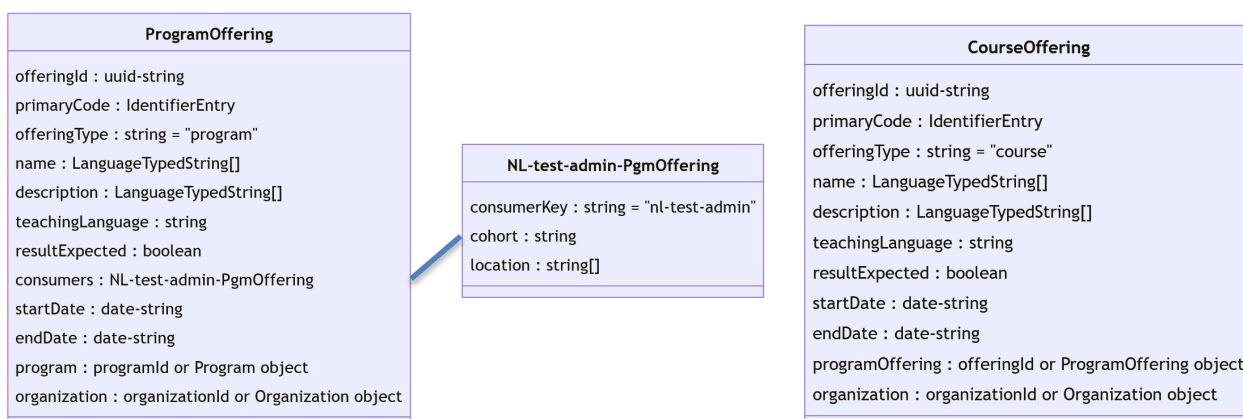 ProgramOffering
offeringId : uuid-string
primaryCode : IdentifierEntry
offeringType : string = "program"
name : LanguageTypedString[]
description : LanguageTypedString[]
teachingLanguage : string
resultExpected : boolean
consumers : NL-test-admin-PgmOffering
startDate : date-string
endDate : date-string
program : programId or Program object
organization : organizationId or Organization object
NL-test-admin-PgmOffering
consumerKey : string = "nl-test-admin"
cohort : string
location : string[]
CourseOffering
offeringId : uuid-string
primaryCode : IdentifierEntry
offeringType : string = "course"
name : LanguageTypedString[]
description : LanguageTypedString[]
teachingLanguage : string
resultExpected : boolean
startDate : date-string
endDate : date-string
programOffering : offeringId or ProgramOffering object
organization : organizationId or Organization object